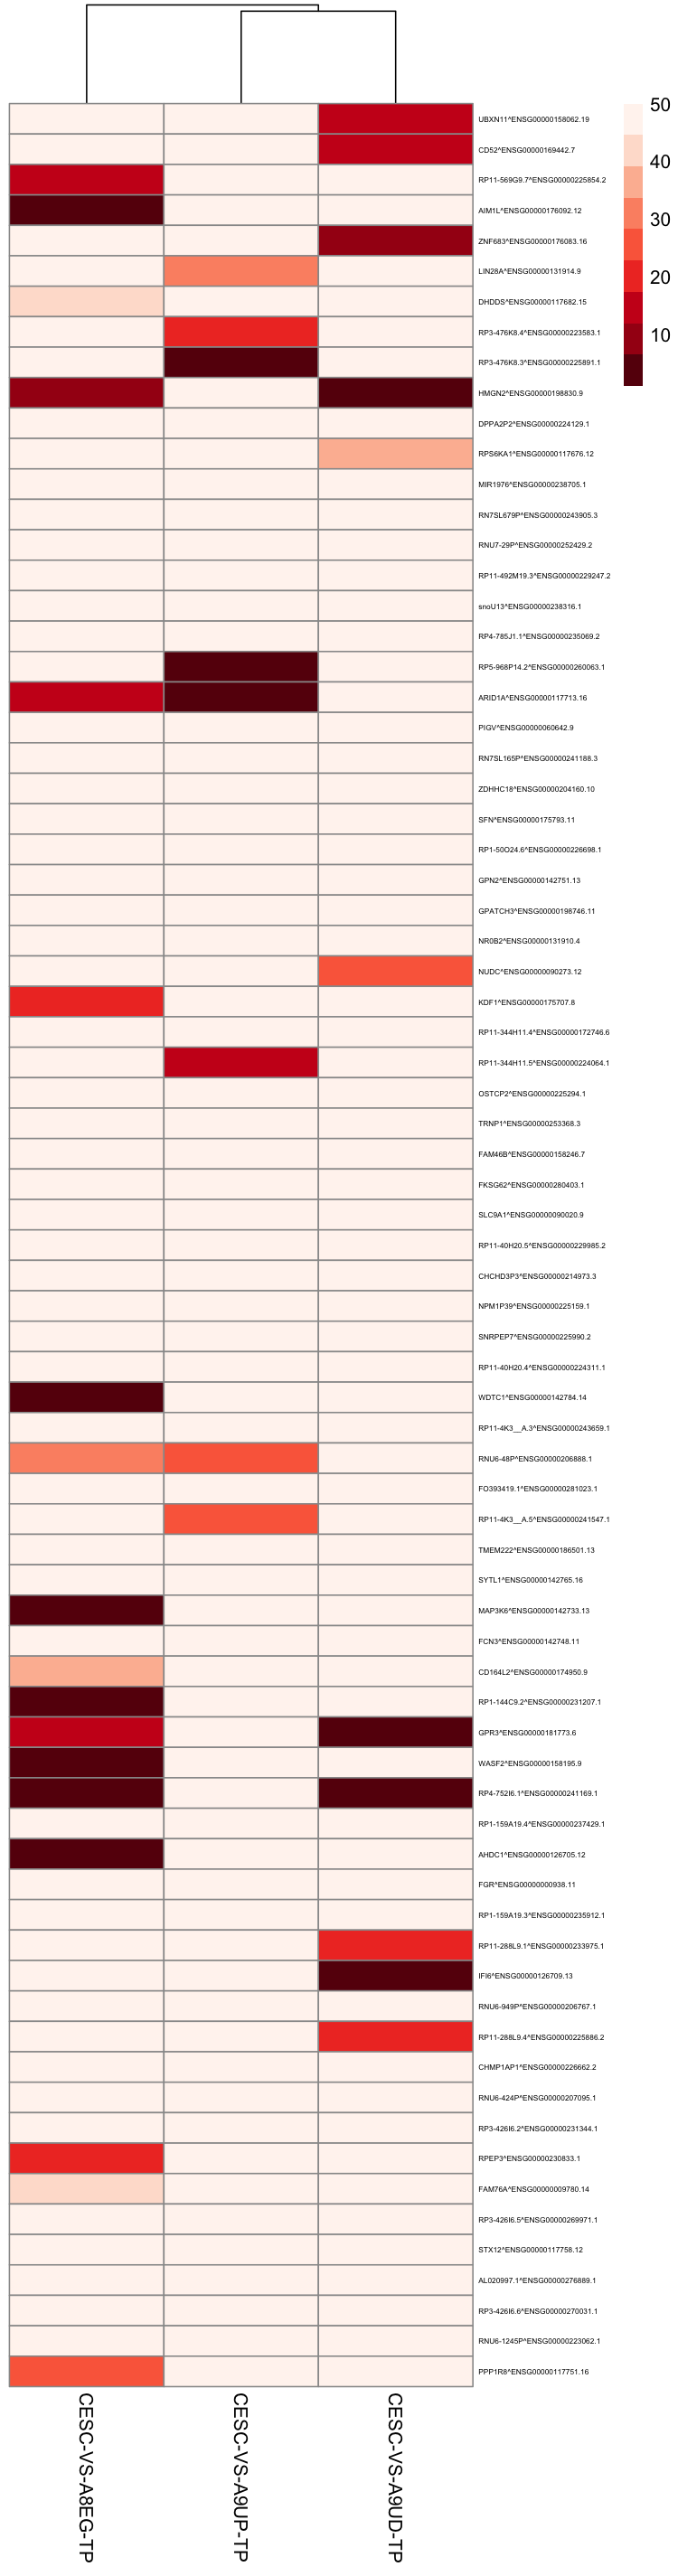 50
40
30
20
10
UBXN11^ENSG00000158062.19
CD52^ENSG00000169442.7
RP11-569G9.7^ENSG00000225854.2
AIM1L^ENSG00000176092.12
ZNF683^ENSG00000176083.16
LIN28A^ENSG00000131914.9
DHDDS^ENSG00000117682.15
RP3-476K8.4^ENSG00000223583.1
RP3-476K8.3^ENSG00000225891.1
HMGN2^ENSG00000198830.9
DPPA2P2^ENSG00000224129.1
RPS6KA1^ENSG00000117676.12
MIR1976^ENSG00000238705.1
RN7SL679P^ENSG00000243905.3
RNU7-29P^ENSG00000252429.2
RP11-492M19.3^ENSG00000229247.2
snoU13^ENSG00000238316.1
RP4-785J1.1^ENSG00000235069.2
RP5-968P14.2^ENSG00000260063.1
ARID1A^ENSG00000117713.16
PIGV^ENSG00000060642.9
RN7SL165P^ENSG00000241188.3
ZDHHC18^ENSG00000204160.10
SFN^ENSG00000175793.11
RP1-50O24.6^ENSG00000226698.1
GPN2^ENSG00000142751.13
GPATCH3^ENSG00000198746.11
NR0B2^ENSG00000131910.4
NUDC^ENSG00000090273.12
KDF1^ENSG00000175707.8
RP11-344H11.4^ENSG00000172746.6
RP11-344H11.5^ENSG00000224064.1
OSTCP2^ENSG00000225294.1
TRNP1^ENSG00000253368.3
FAM46B^ENSG00000158246.7
FKSG62^ENSG00000280403.1
SLC9A1^ENSG00000090020.9
RP11-40H20.5^ENSG00000229985.2
CHCHD3P3^ENSG00000214973.3
NPM1P39^ENSG00000225159.1
SNRPEP7^ENSG00000225990.2
RP11-40H20.4^ENSG00000224311.1
WDTC1^ENSG00000142784.14
RP11-4K3__A.3^ENSG00000243659.1
RNU6-48P^ENSG00000206888.1
FO393419.1^ENSG00000281023.1
RP11-4K3__A.5^ENSG00000241547.1
TMEM222^ENSG00000186501.13
SYTL1^ENSG00000142765.16
MAP3K6^ENSG00000142733.13
FCN3^ENSG00000142748.11
CD164L2^ENSG00000174950.9
RP1-144C9.2^ENSG00000231207.1
GPR3^ENSG00000181773.6
WASF2^ENSG00000158195.9
RP4-752I6.1^ENSG00000241169.1
RP1-159A19.4^ENSG00000237429.1
AHDC1^ENSG00000126705.12
FGR^ENSG00000000938.11
RP1-159A19.3^ENSG00000235912.1
RP11-288L9.1^ENSG00000233975.1
IFI6^ENSG00000126709.13
RNU6-949P^ENSG00000206767.1
RP11-288L9.4^ENSG00000225886.2
CHMP1AP1^ENSG00000226662.2
RNU6-424P^ENSG00000207095.1
RP3-426I6.2^ENSG00000231344.1
RPEP3^ENSG00000230833.1
FAM76A^ENSG00000009780.14
RP3-426I6.5^ENSG00000269971.1
STX12^ENSG00000117758.12
AL020997.1^ENSG00000276889.1
RP3-426I6.6^ENSG00000270031.1
RNU6-1245P^ENSG00000223062.1
PPP1R8^ENSG00000117751.16
CESC-VS-A8EG-TP
CESC-VS-A9UP-TP
CESC-VS-A9UD-TP